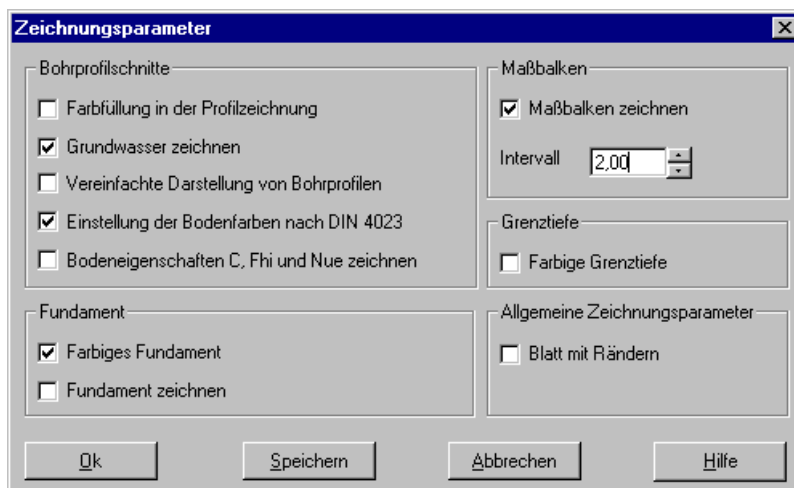 Zeichnungsparameter
Bohrprofilschnitte
Farbfüllung in der Profilzeichnung
Grundwasser zeichnen
Vereinfachte Darstellung von Bohrprofilen
Einstellung der Bodenfarben nach DIN 4023
Bodeneigenschaften C, Fhi und Nue zeichnen
Maßbalken
Maßbalken zeichnen
Intervall 2,00
Grenztiefe
Farbige Grenztiefe
Fundament
Farbiges Fundament
Fundament zeichnen
Allgemeine Zeichnungsparameter
Blatt mit Rändern
Ok
Speichern
Abbrechen
Hilfe